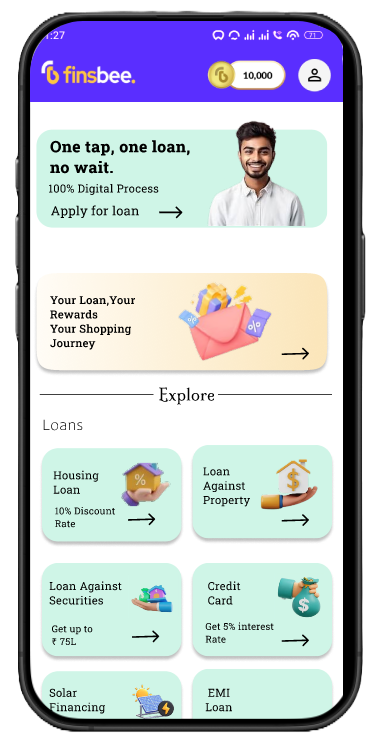 :27
71
finsbee.
10,000
One tap, one loan,
no wait.
100% Digital Process
Apply for loan
Your Loan,Your
Rewards
Your Shopping
Journey
%
%
Explore
Loans
Housing
Loan
%
10% Discount
Rate
Loan
Against
Property
$
Loan Against
Securities
Get up to
₹ 75L
Credit
Card
$
Get 5% interest
Rate
Solar
Financing
EMI
Loan